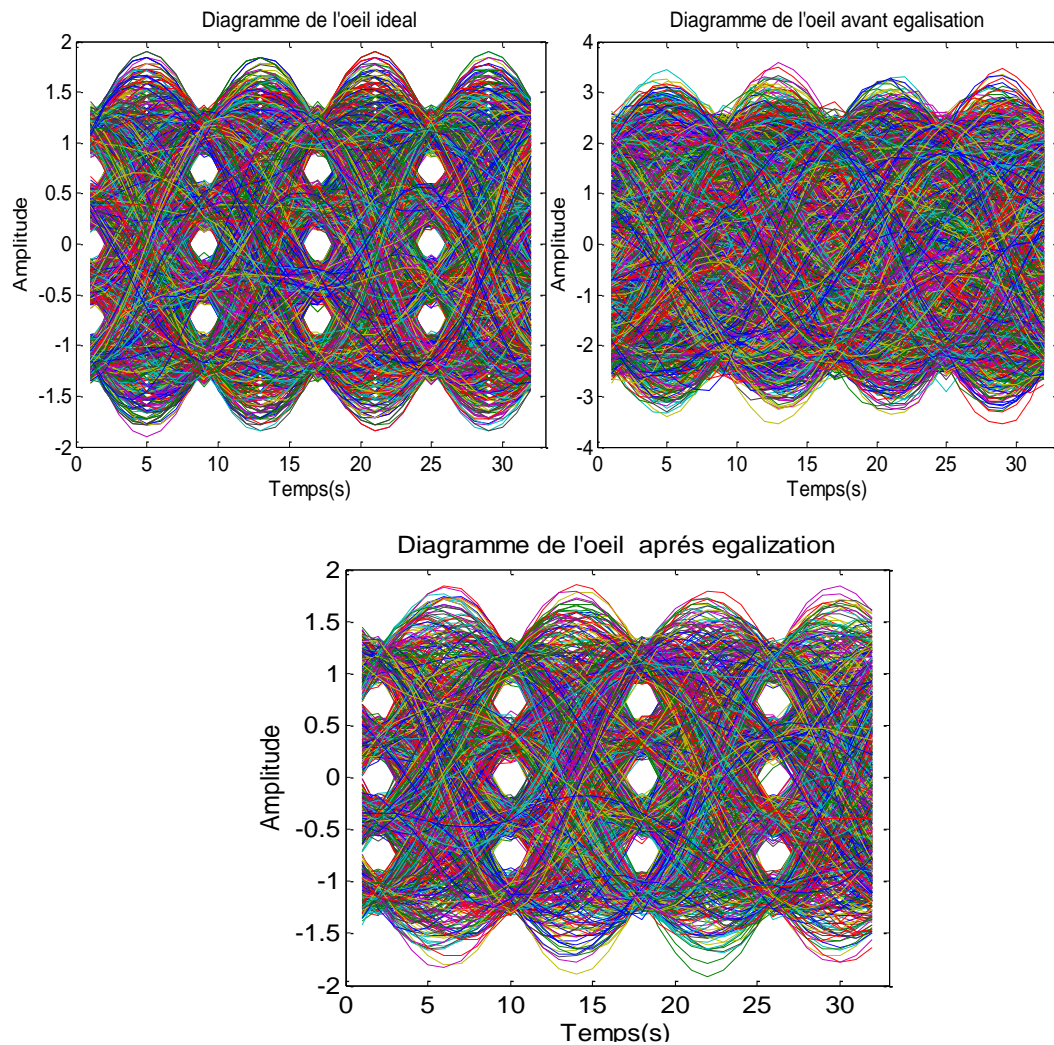 Diagramme de l'oeil ideal
2
1.5
1
0.5
0
-0.5
-1
-1.5
-2
Amplitude
0 5 10 15 20 25 30
Temps(s)
Diagramme de l'oeil avant egalisation
4
3
2
1
0
-1
-2
-3
-4
Amplitude
0 5 10 15 20 25 30
Temps(s)
Diagramme de l'oeil aprés egalization
2
1.5
1
0.5
0
-0.5
-1
-1.5
-2
Amplitude
0 5 10 15 20 25 30
Temps(s)